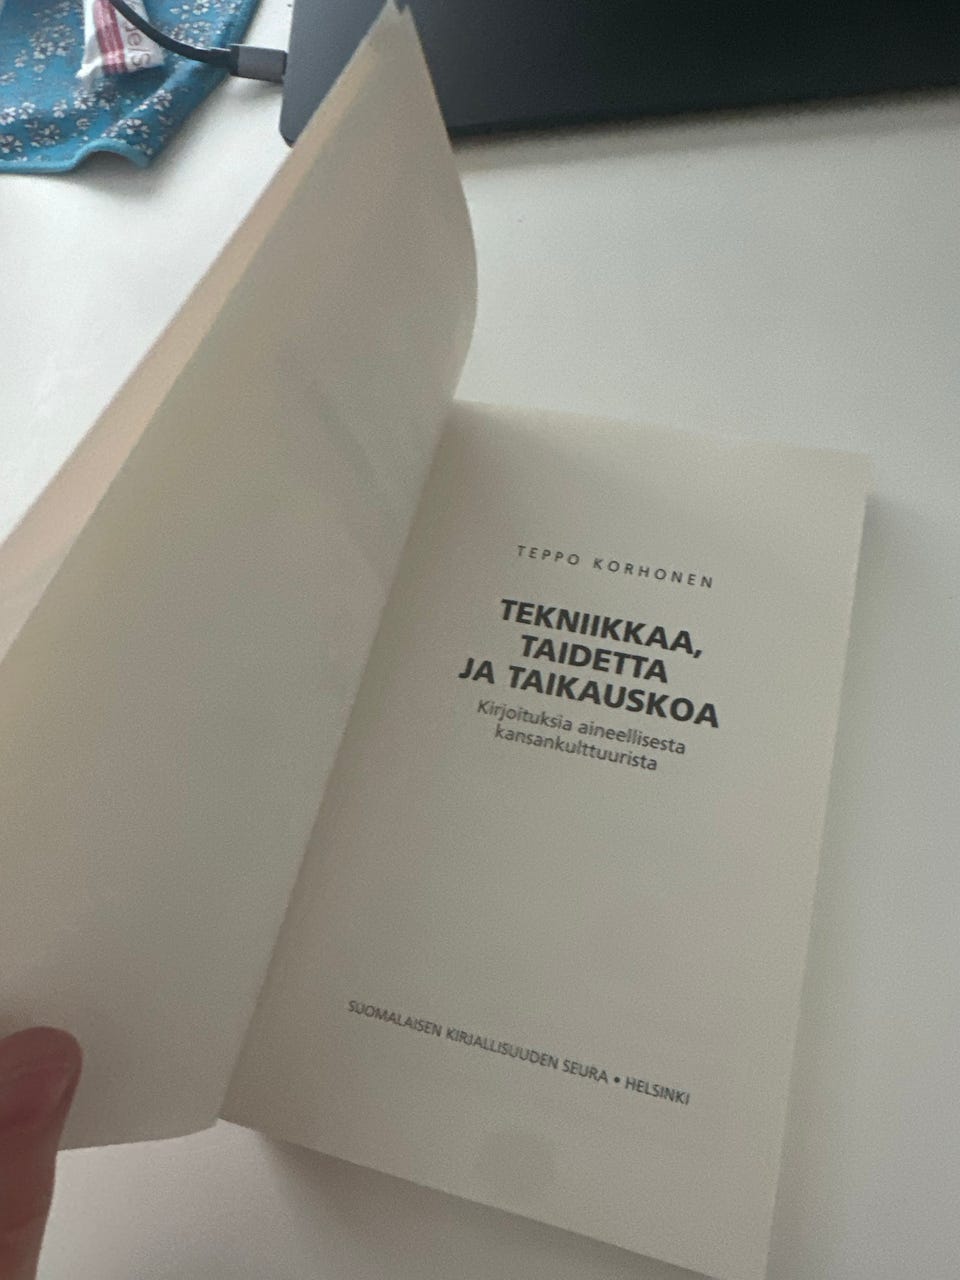 TEPPO KORHONEN
TEKNIIKKAA,
TAIDETTA
JA TAIKAUSKOA
Kirjoituksia aineellisesta
kansankulttuurista
SUOMALAISEN KIRJALLISUUDEN SEURA • HELSINKI